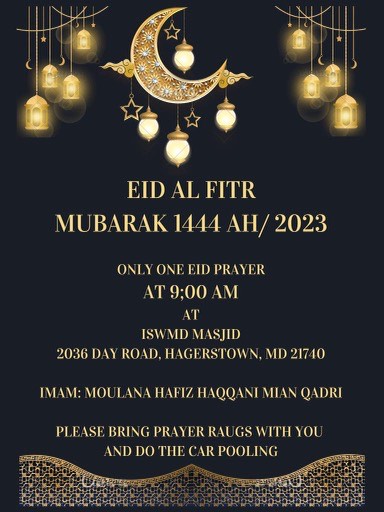 EID AL FITR
MUBARAK 1444 AH/ 2023
ONLY ONE EID PRAYER
AT 9;00 AM
AT
ISWMD MASJID
2036 DAY ROAD, HAGERSTOWN, MD 21740
IMAM: MOULANA HAFIZ HAQQANI MIAN QADRI
PLEASE BRING PRAYER RAUGS WITH YOU
AND DO THE CAR POOLING